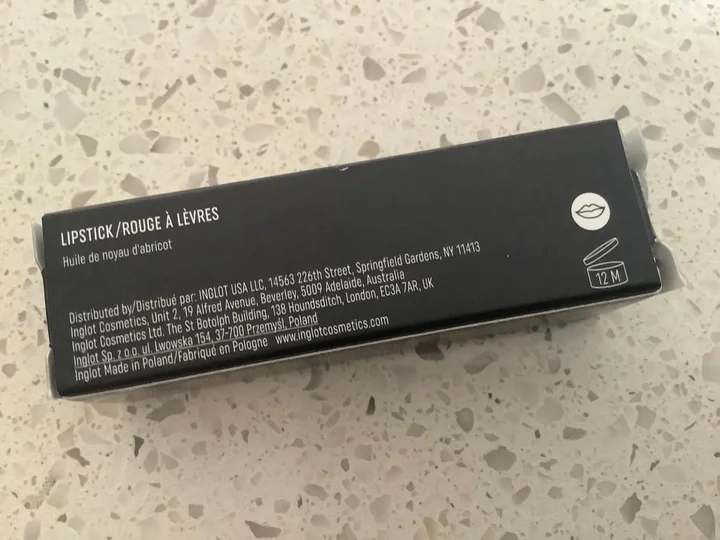 LIPSTICK/ROUGE À LÈVRES
Huile de noyau d'abricot
Distributed by/Distribué par: INGLOT USA LLC, 14563 226th Street, Springfield Gardens, NY 11413
Inglot Cosmetics, Unit 2, 19 Alfred Avenue, Beverley, 5009 Adelaide, Australia
Inglot Cosmetics Ltd. The St Botolph Building, 138 Houndsditch, London, EC3A 7AR, UK
Inglot Sp. z o.o. ul. Lwowska 154, 37-700 Przemyśl, Poland
Inglot Made in Poland/Fabriqué en Pologne www.inglotcosmetics.com
12 M